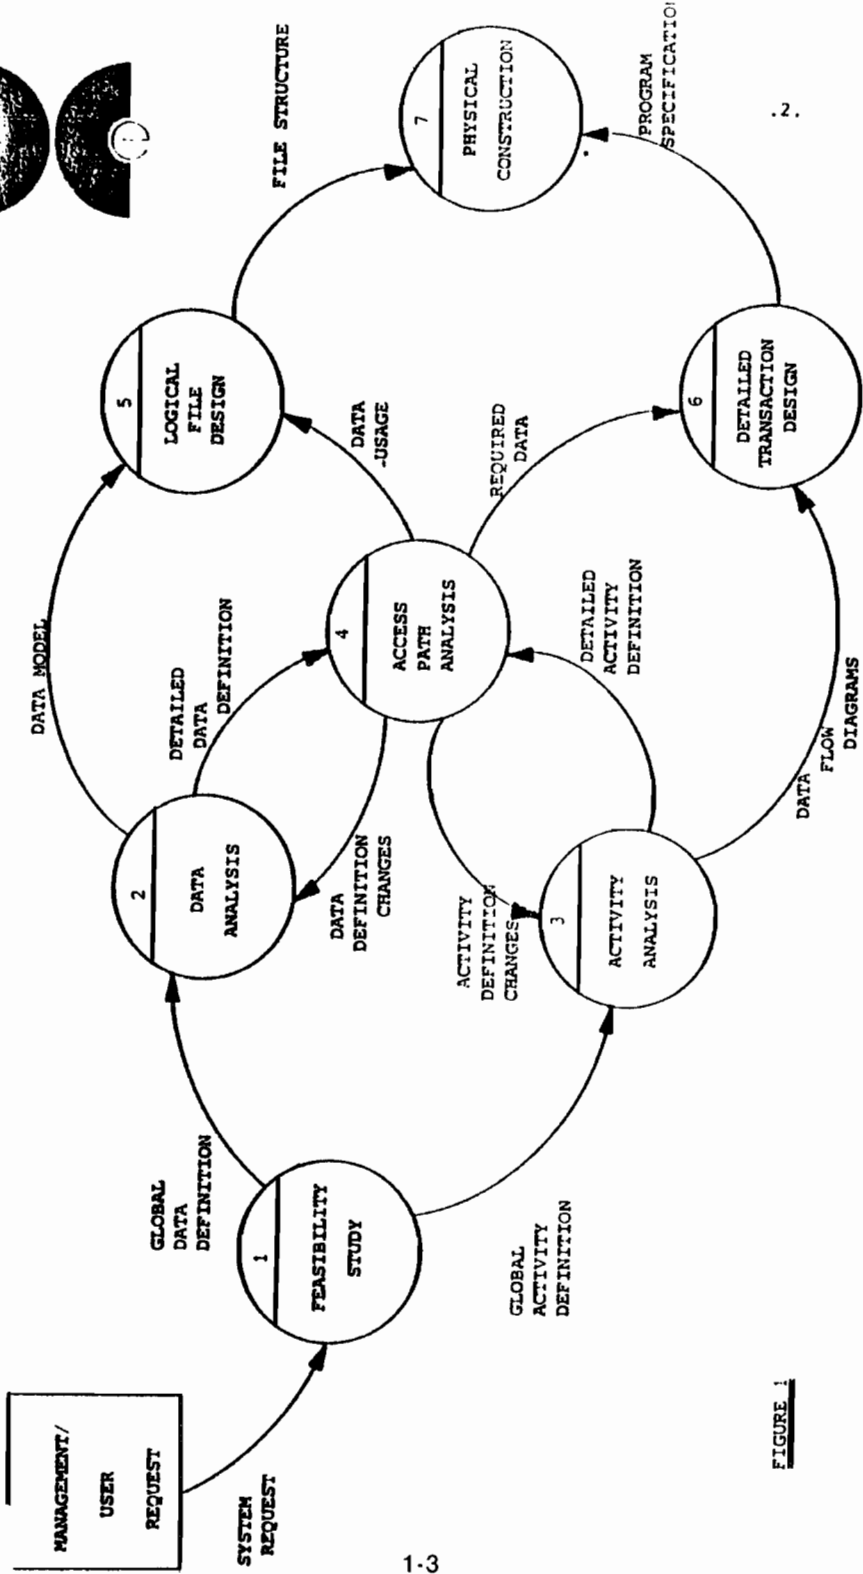 MANAGEMENT/
USER
REQUEST
SYSTEM
REQUEST
1
FEASIBILITY
STUDY
GLOBAL
DATA
DEFINITION
GLOBAL
ACTIVITY
DEFINITION
2
DATA
ANALYSIS
DATA MODEL
DETAILED
DATA
DEFINITION
DATA
DEFINITION
CHANGES
3
ACTIVITY
ANALYSIS
ACTIVITY
DEFINITION
CHANGES
DETAILED
ACTIVITY
DEFINITION
DATA
FLOW
DIAGRAMS
4
ACCESS
PATH
ANALYSIS
DATA
-USAGE
REQUIRED
DATA
5
LOGICAL
FILE
DESIGN
FILE STRUCTURE
6
DETAILED
TRANSACTION
DESIGN
PROGRAM
SPECIFICATIO
7
PHYSICAL
CONSTRUCTION
.2.
FIGURE 1
1-3